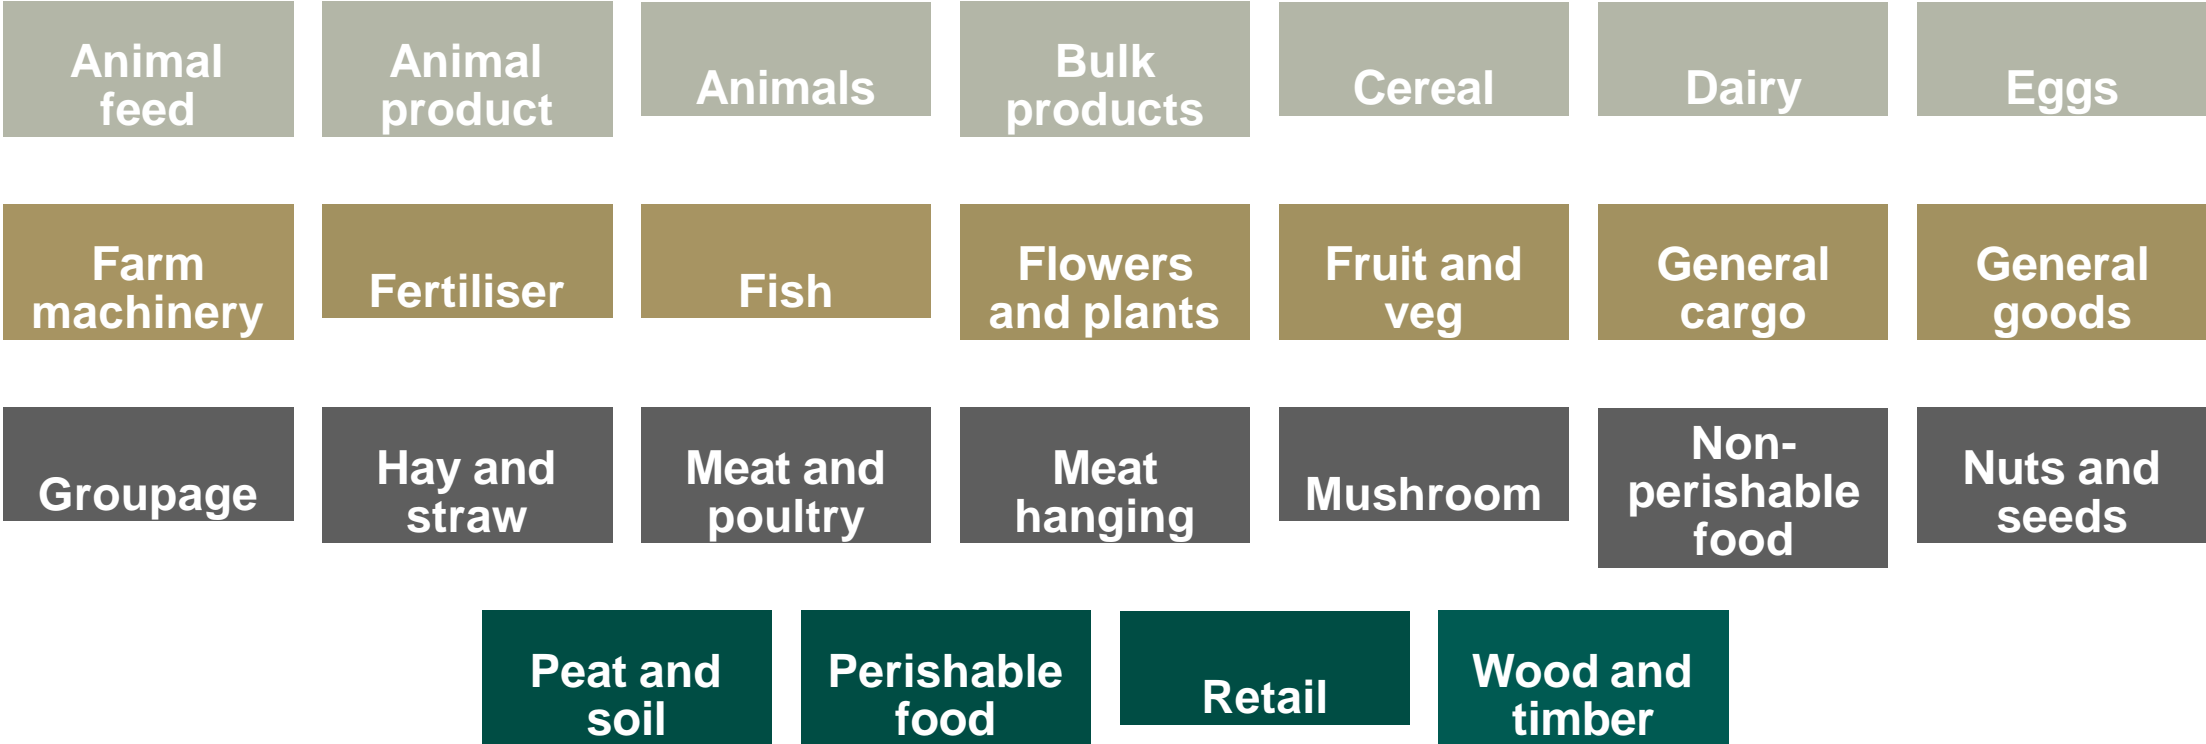 Animal
feed
Animal
product
Animals
Bulk
products
Cereal
Dairy
Eggs
Farm
machinery
Fertiliser
Fish
Flowers
and plants
Fruit and
veg
General
cargo
General
goods
Groupage
Hay and
straw
Meat and
poultry
Meat
hanging
Mushroom
Non-
perishable
food
Nuts and
seeds
Peat and
soil
Perishable
food
Retail
Wood and
timber